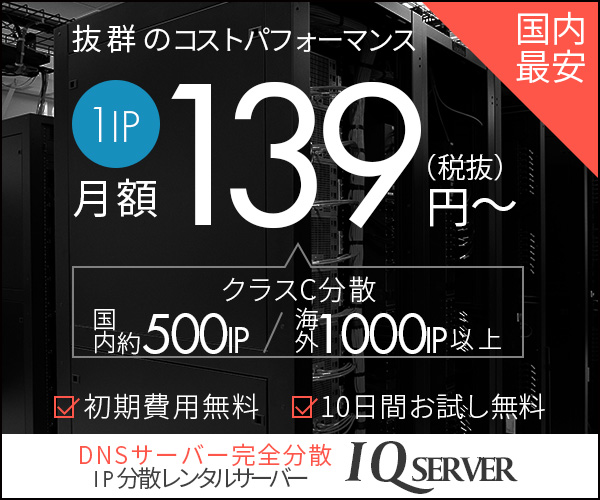 抜群のコストパフォーマンス
国内
最安
1IP
月額139円～
（税抜）
クラスC分散
国内約500IP / 海外1000IP以上
初期費用無料 10日間お試し無料
DNSサーバー完全分散
IP分散レンタルサーバー
IQ SERVER